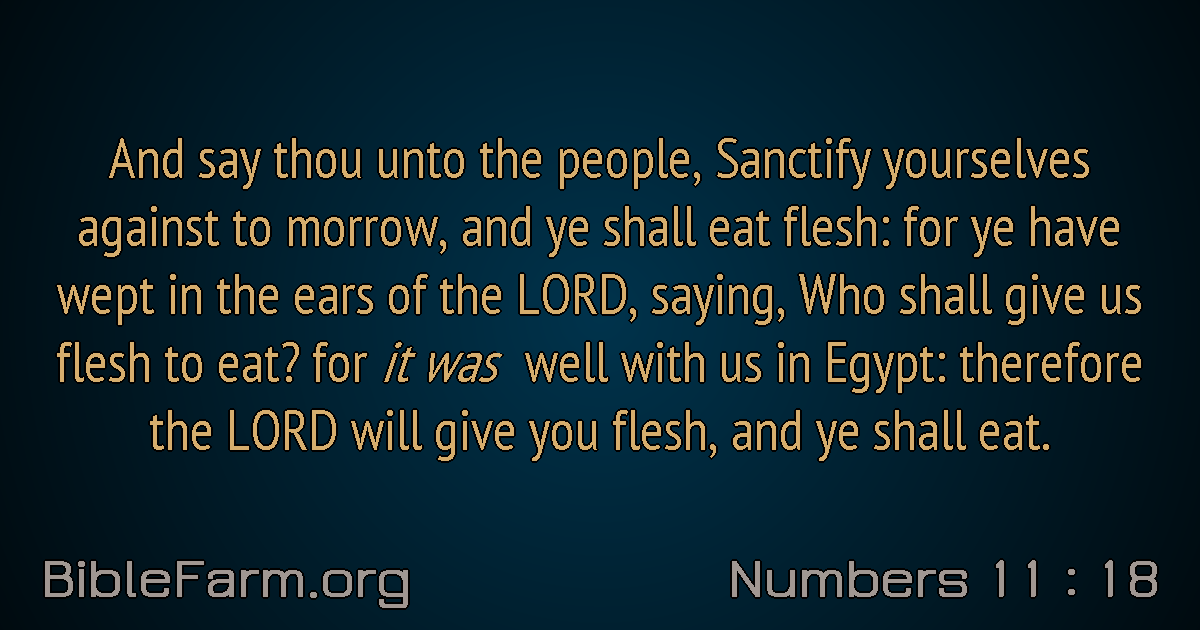 And say thou unto the people, Sanctify yourselves
against to morrow, and ye shall eat flesh: for ye have
wept in the ears of the LORD, saying, Who shall give us
flesh to eat? for it was well with us in Egypt: therefore
the LORD will give you flesh, and ye shall eat.
BibleFarm.org
Numbers 11 : 18